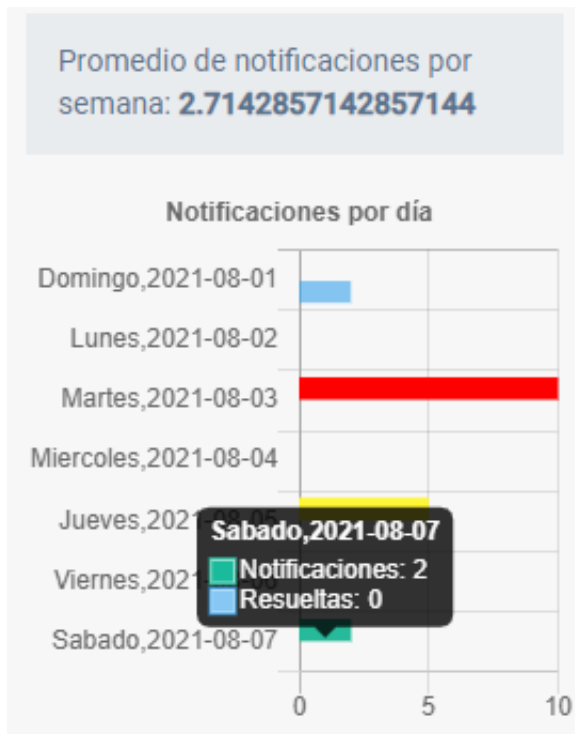 Promedio de notificaciones por
semana: 2.7142857142857144
Notificaciones por día
Domingo,2021-08-01
Lunes,2021-08-02
Martes,2021-08-03
Miercoles,2021-08-04
Jueves,202
Viernes,2021
Sabado,2021-08-07
Sabado,2021-08-07
Notificaciones: 2
Resueltas: 0
0 5 10